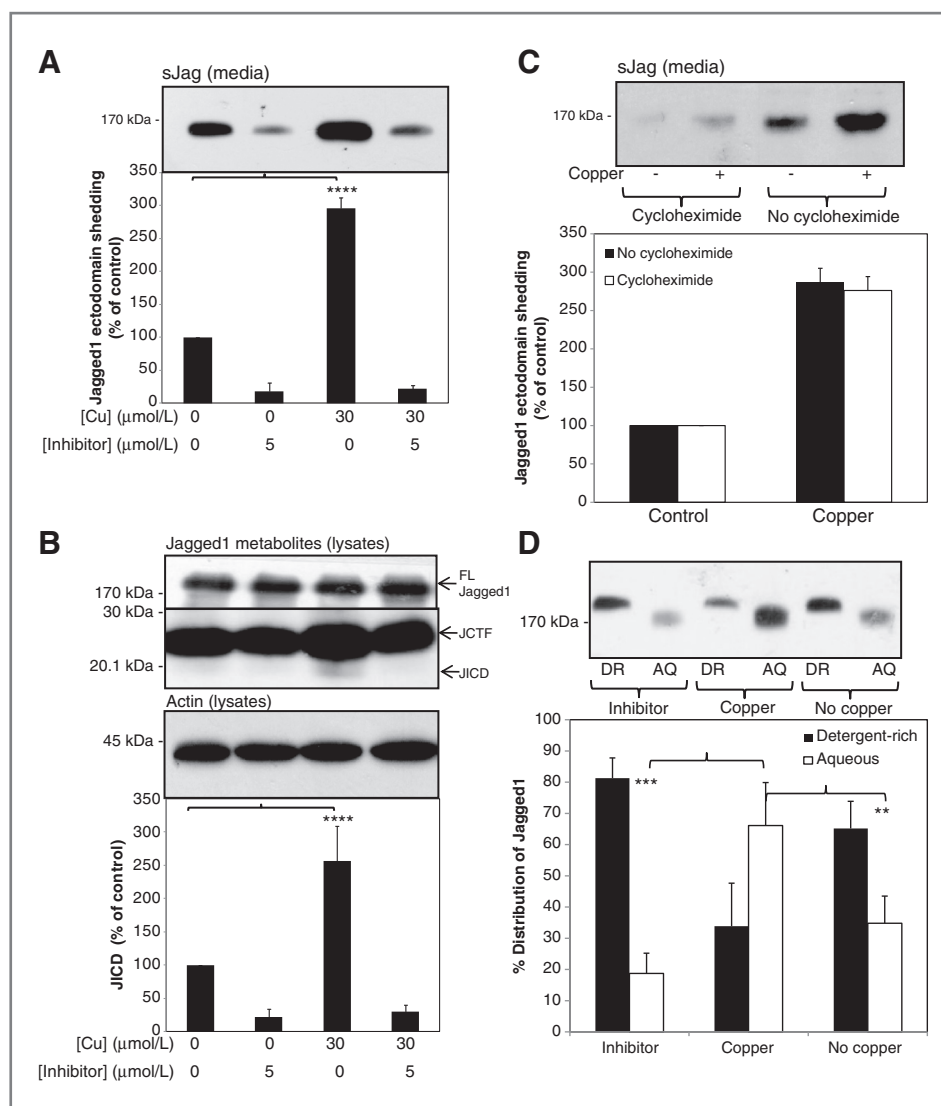 A
sJag (media)
170 kDa -
350
300
250
200
150
100
50
0
Jagged1 ectodomain shedding
(% of control)
****
[Cu] (μmol/L) 0 0 30 30
[Inhibitor] (μmol/L) 0 5 0 5
B
Jagged1 metabolites (lysates)
170 kDa -
30 kDa -
20.1 kDa -
FL
Jagged1
JCTF
JICD
Actin (lysates)
45 kDa -
350
300
250
200
150
100
50
0
JICD (% of control)
****
[Cu] (μmol/L) 0 0 30 30
[Inhibitor] (μmol/L) 0 5 0 5
C
sJag (media)
170 kDa -
Copper - + - +
Cycloheximide No cycloheximide
350
300
250
200
150
100
50
0
Jagged1 ectodomain shedding
(% of control)
No cycloheximide
Cycloheximide
Control Copper
D
170 kDa -
DR AQ DR AQ DR AQ
Inhibitor Copper No copper
100
90
80
70
60
50
40
30
20
10
0
% Distribution of Jagged1
Detergent-rich
Aqueous
***
**
Inhibitor Copper No copper